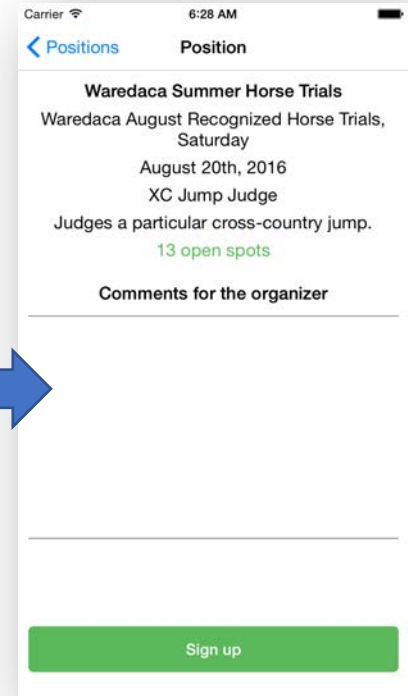 Carrier 6:28 AM
Positions Position
Waredaca Summer Horse Trials
Waredaca August Recognized Horse Trials,
Saturday
August 20th, 2016
XC Jump Judge
Judges a particular cross-country jump.
13 open spots
Comments for the organizer
Sign up